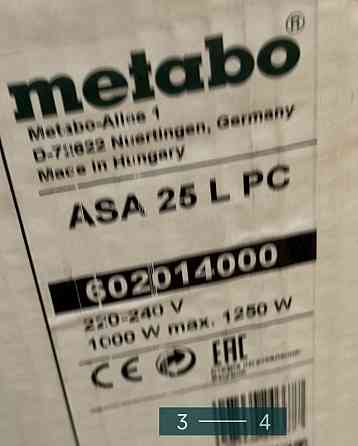 metabo®
Metabo-Allee 1
D-72622 Nuertingen, Germany
Made in Hungary
ASA 25 L PC
602014000
220-240 V
1000 W max. 1250 W
CE EAC
3 4